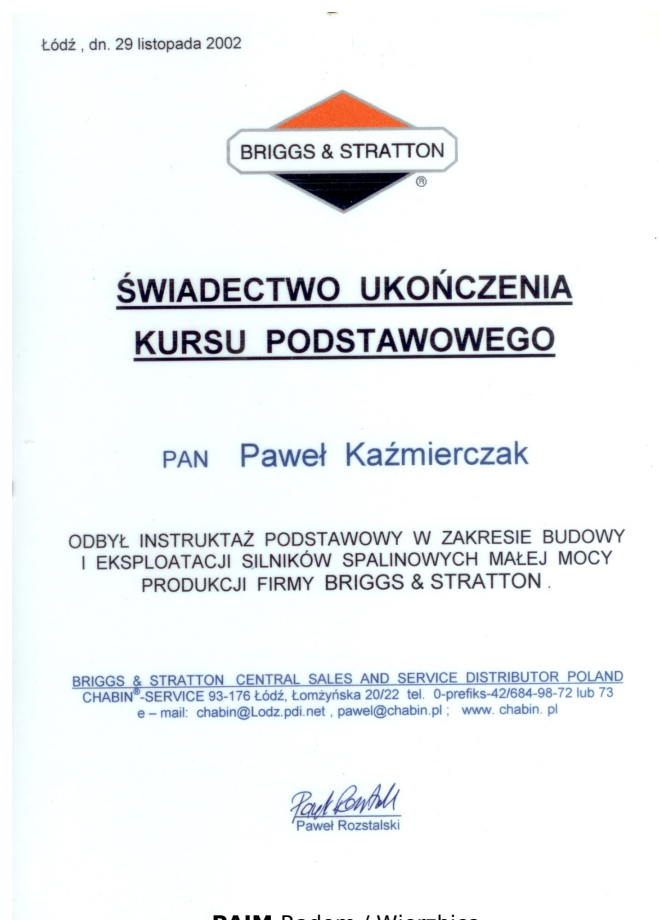 Łódź , dn. 29 listopada 2002
BRIGGS & STRATTON
®
ŚWIADECTWO UKOŃCZENIA
KURSU PODSTAWOWEGO
PAN Paweł Kaźmierczak
ODBYŁ INSTRUKTAŻ PODSTAWOWY W ZAKRESIE BUDOWY
I EKSPLOATACJI SILNIKÓW SPALINOWYCH MAŁEJ MOCY
PRODUKCJI FIRMY BRIGGS & STRATTON .
BRIGGS & STRATTON CENTRAL SALES AND SERVICE DISTRIBUTOR POLAND
CHABIN®-SERVICE 93-176 Łódź, Łomżyńska 20/22 tel. 0-prefiks-42/684-98-72 lub 73
e – mail: chabin@Lodz.pdi.net , pawel@chabin.pl ; www. chabin. pl
Paweł Rozstalski